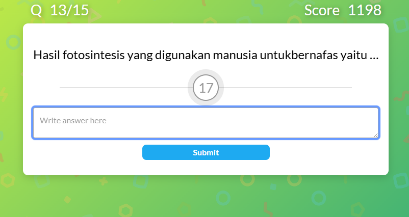 Q 13/15 Score 1198
Hasil fotosintesis yang digunakan manusia untukbernafas yaitu ...
17
Write answer here
Submit